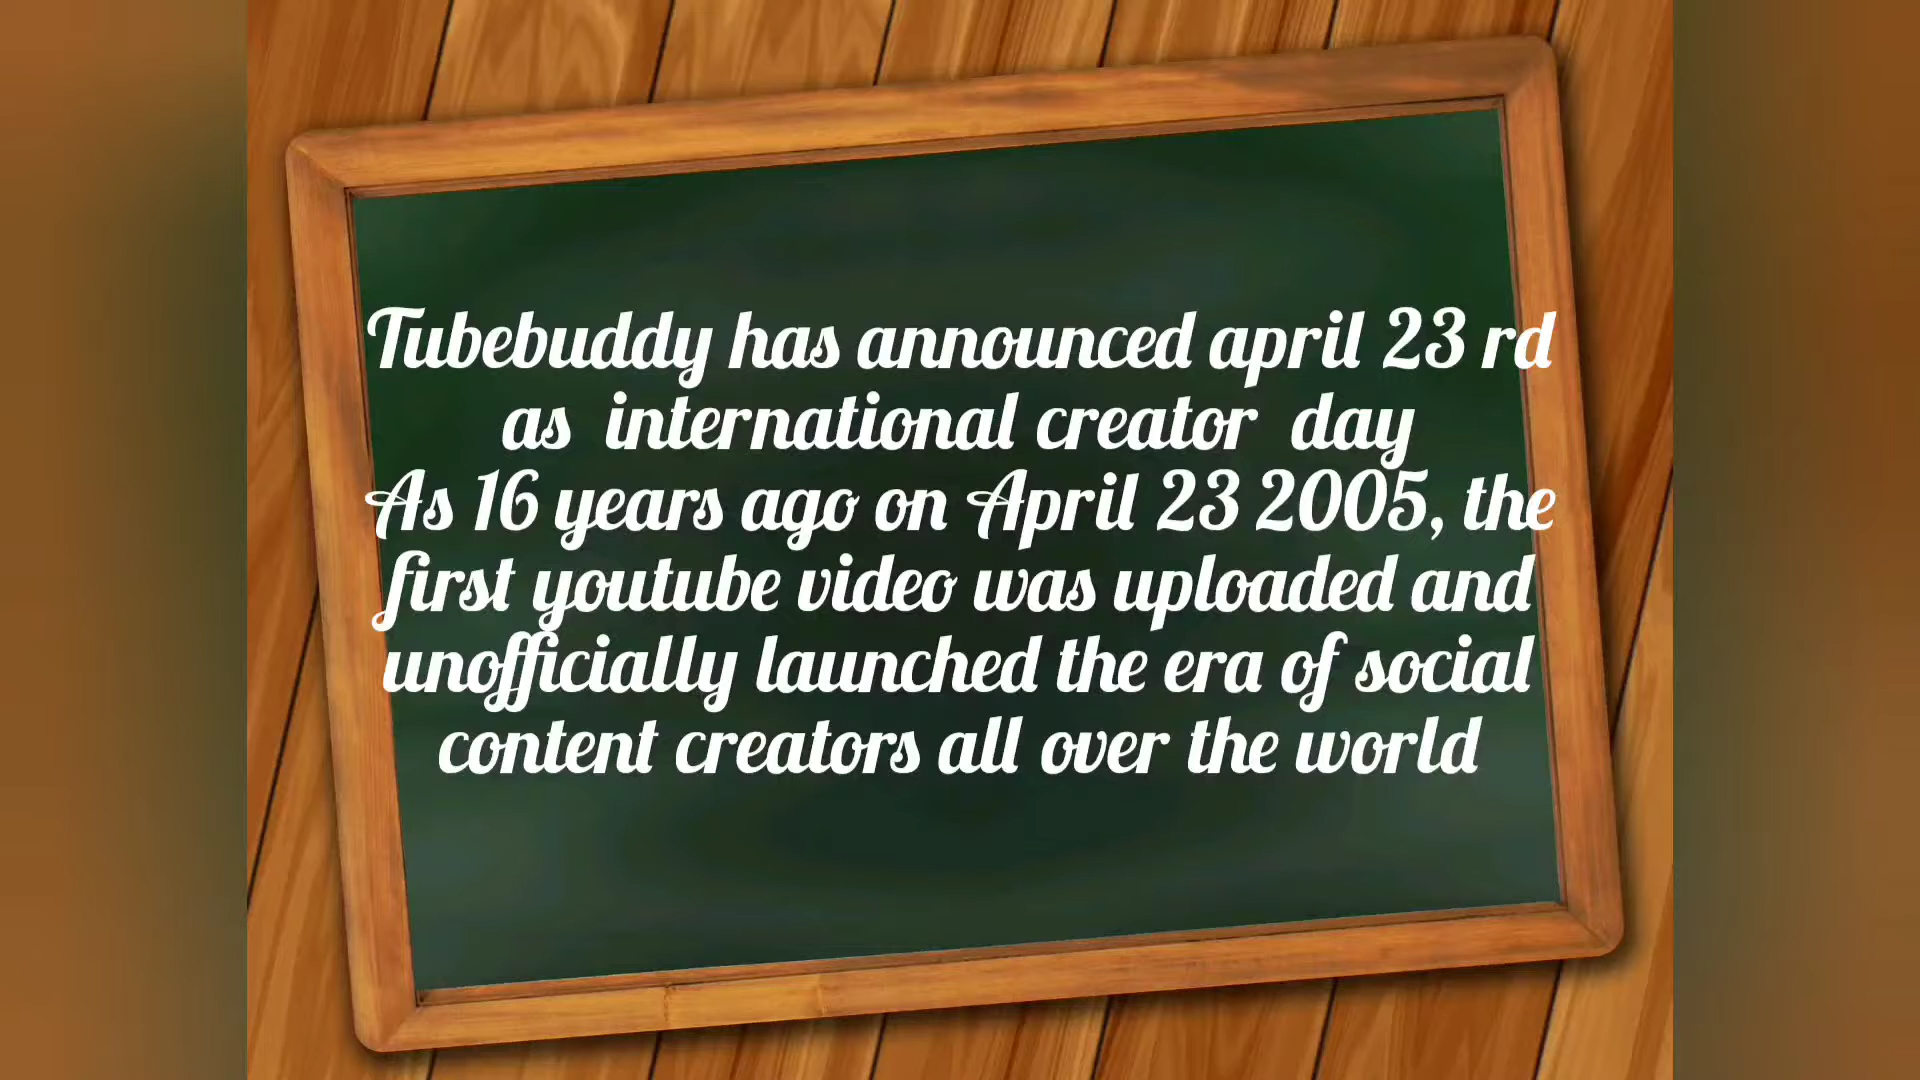 Tubebuddy has announced april 23 rd
as international creator day
As 16 years ago on April 23 2005, the
first youtube video was uploaded and
unofficially launched the era of social
content creators all over the world